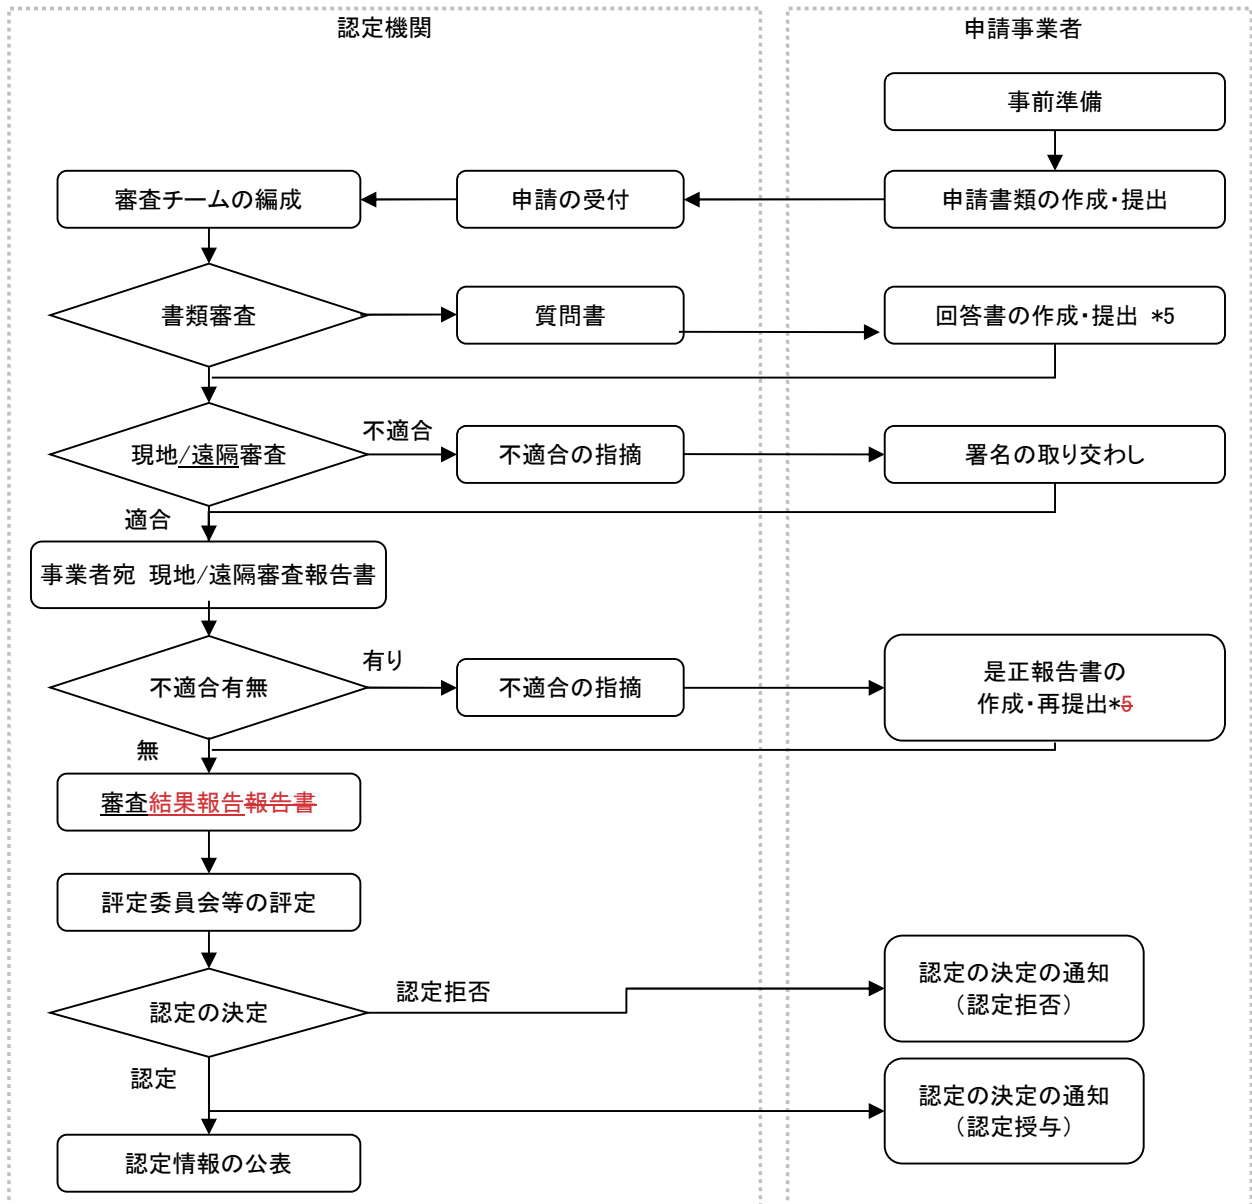 認定機関
申請事業者
事前準備
審査チームの編成
申請の受付
申請書類の作成・提出
書類審査
質問書
回答書の作成・提出 *5
現地/遠隔審査
不適合
不適合の指摘
署名の取り交わし
適合
事業者宛 現地/遠隔審査報告書
不適合有無
有り
不適合の指摘
是正報告書の
作成・再提出*5
無
審査結果報告報告書
評定委員会等の評定
認定の決定
認定拒否
認定の決定の通知
（認定拒否）
認定
認定の決定の通知
（認定授与）
認定情報の公表